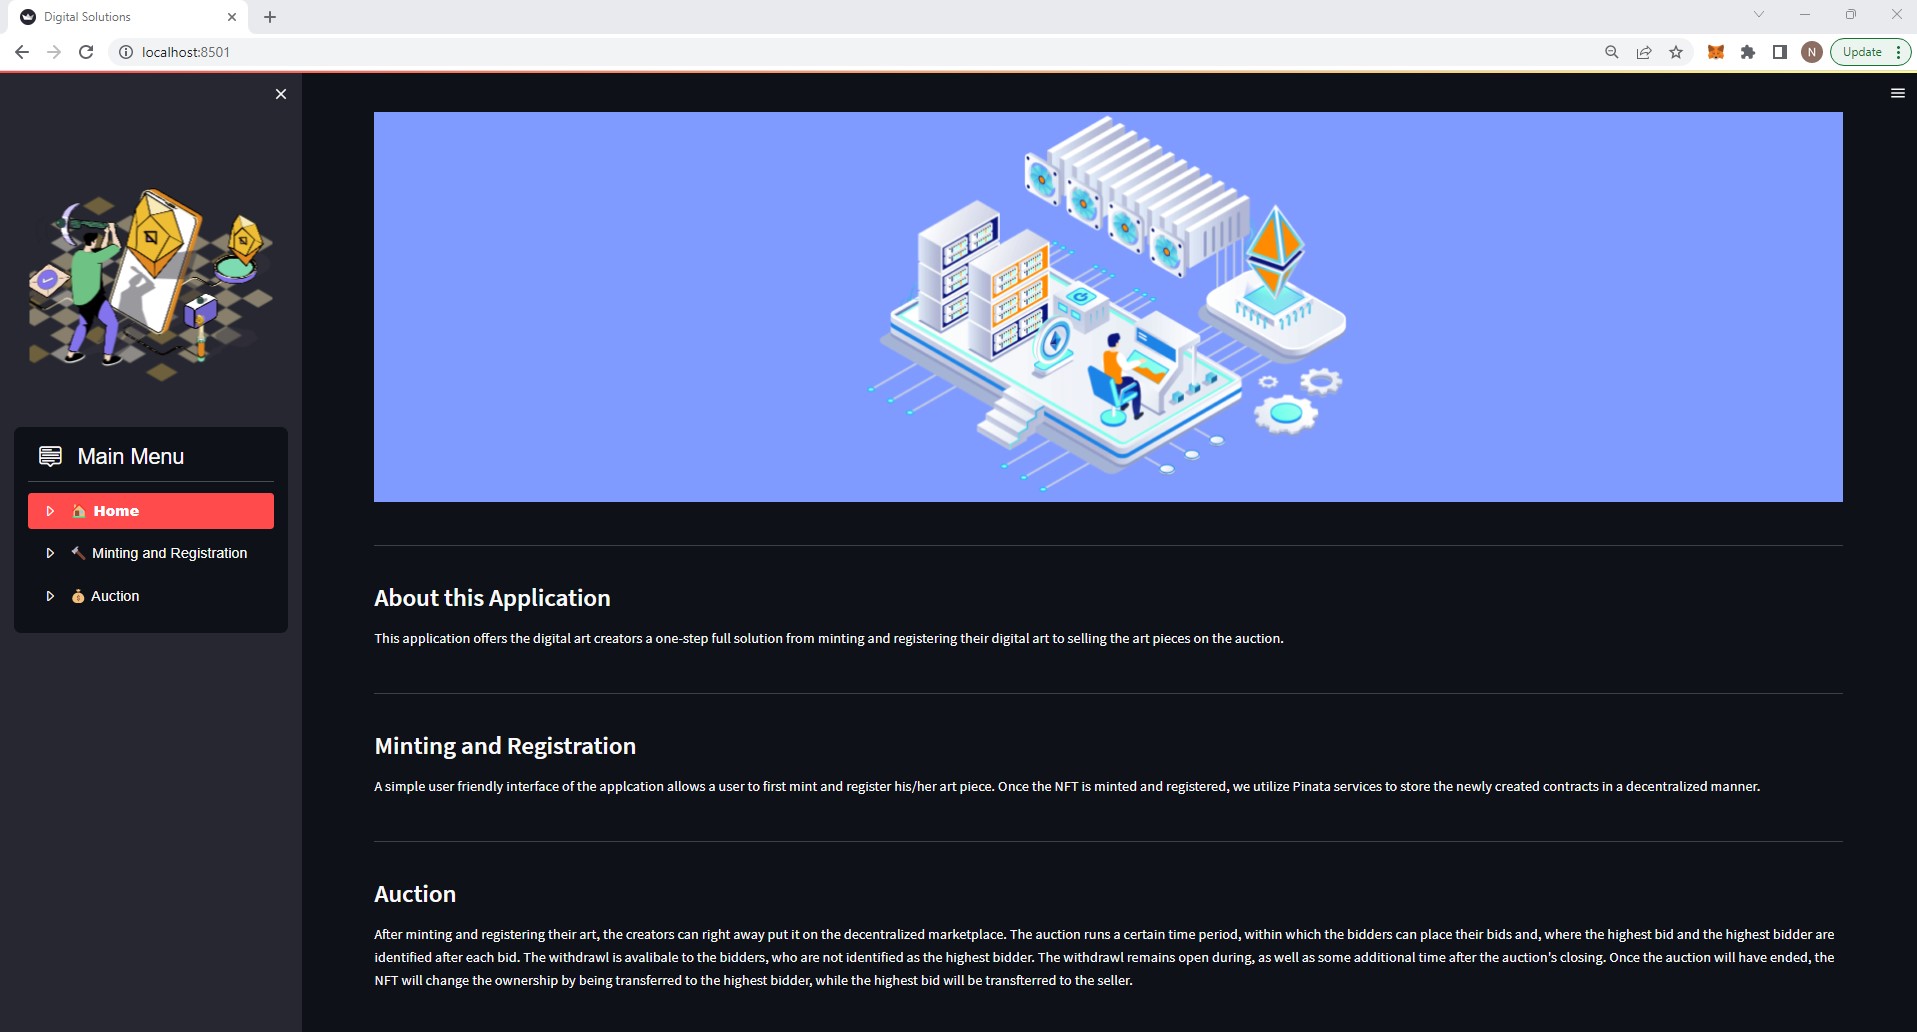 Digital Solutions
localhost:8501
N
Update
Main Menu
Home
Minting and Registration
Auction
About this Application
This application offers the digital art creators a one-step full solution from minting and registering their digital art to selling the art pieces on the auction.
Minting and Registration
A simple user friendly interface of the applcation allows a user to first mint and register his/her art piece. Once the NFT is minted and registered, we utilize Pinata services to store the newly created contracts in a decentralized manner.
Auction
After minting and registering their art, the creators can right away put it on the decentralized marketplace. The auction runs a certain time period, within which the bidders can place their bids and, where the highest bid and the highest bidder are
identified after each bid. The withdrawl is avalibale to the bidders, who are not identified as the highest bidder. The withdrawl remains open during, as well as some additional time after the auction's closing. Once the auction will have ended, the
NFT will change the ownership by being transferred to the highest bidder, while the highest bid will be transfterred to the seller.